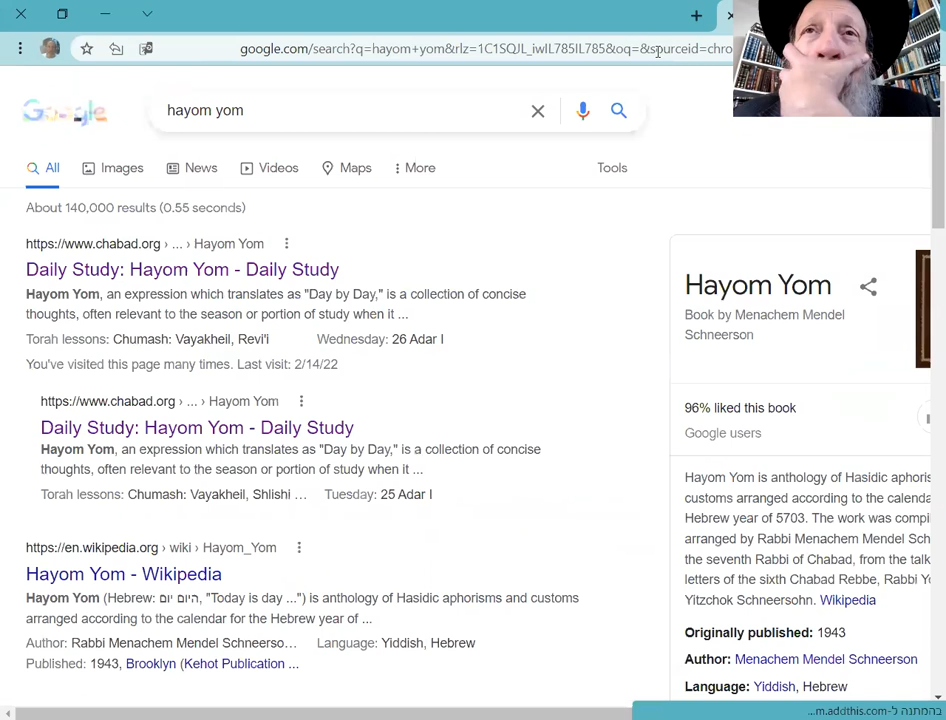 google.com/search?q=hayom+yom&rlz=1C1SQJL_iwIL785IL785&oq=&sourceid=chro
Google
hayom yom
All Images News Videos Maps More Tools
About 140,000 results (0.55 seconds)
https://www.chabad.org › ... › Hayom Yom
Daily Study: Hayom Yom - Daily Study
Hayom Yom, an expression which translates as "Day by Day," is a collection of concise
thoughts, often relevant to the season or portion of study when it ...
Torah lessons: Chumash: Vayakheil, Revi'i Wednesday: 26 Adar I
You've visited this page many times. Last visit: 2/14/22
https://www.chabad.org › ... › Hayom Yom
Daily Study: Hayom Yom - Daily Study
Hayom Yom, an expression which translates as "Day by Day," is a collection of concise
thoughts, often relevant to the season or portion of study when it ...
Torah lessons: Chumash: Vayakheil, Shlishi ... Tuesday: 25 Adar I
https://en.wikipedia.org › wiki › Hayom_Yom
Hayom Yom - Wikipedia
Hayom Yom (Hebrew: היום יום, "Today is day ...") is anthology of Hasidic aphorisms and customs
arranged according to the calendar for the Hebrew year of ...
Author: Rabbi Menachem Mendel Schneerso... Language: Yiddish, Hebrew
Published: 1943, Brooklyn (Kehot Publication ...
Hayom Yom
Book by Menachem Mendel
Schneerson
96% liked this book
Google users
Hayom Yom is anthology of Hasidic aphoris
customs arranged according to the calenda
Hebrew year of 5703. The work was compi
arranged by Rabbi Menachem Mendel Sch
the seventh Rabbi of Chabad, from the talk
letters of the sixth Chabad Rebbe, Rabbi Y
Yitzchok Schneersohn. Wikipedia
Originally published: 1943
Author: Menachem Mendel Schneerson
Language: Yiddish, Hebrew
בהמתנה ל-m.addthis.com...